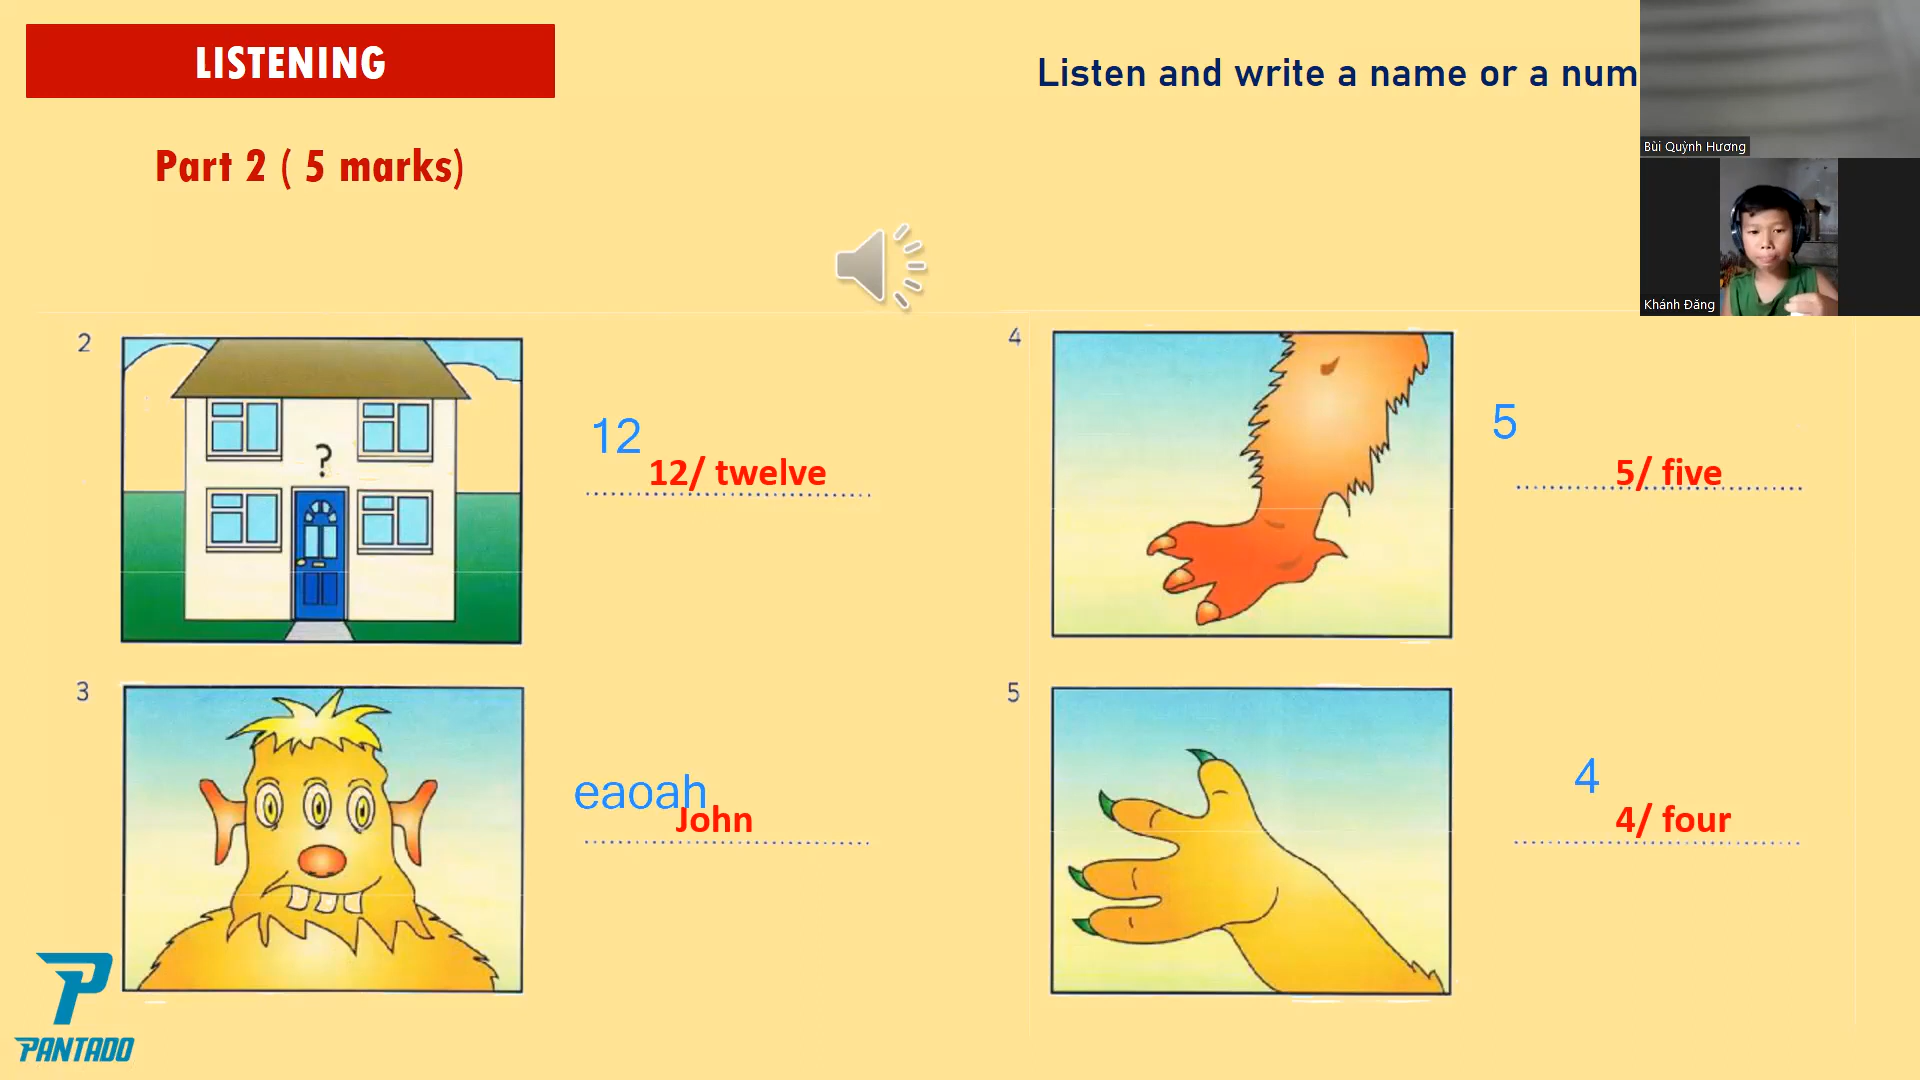 LISTENING
Listen and write a name or a num
Part 2 ( 5 marks)
Bùi Quỳnh Hương
Khánh Đăng
2
?
12
12/ twelve
4
5
5/ five
3
eaoah
John
5
4
4/ four
PANTADO